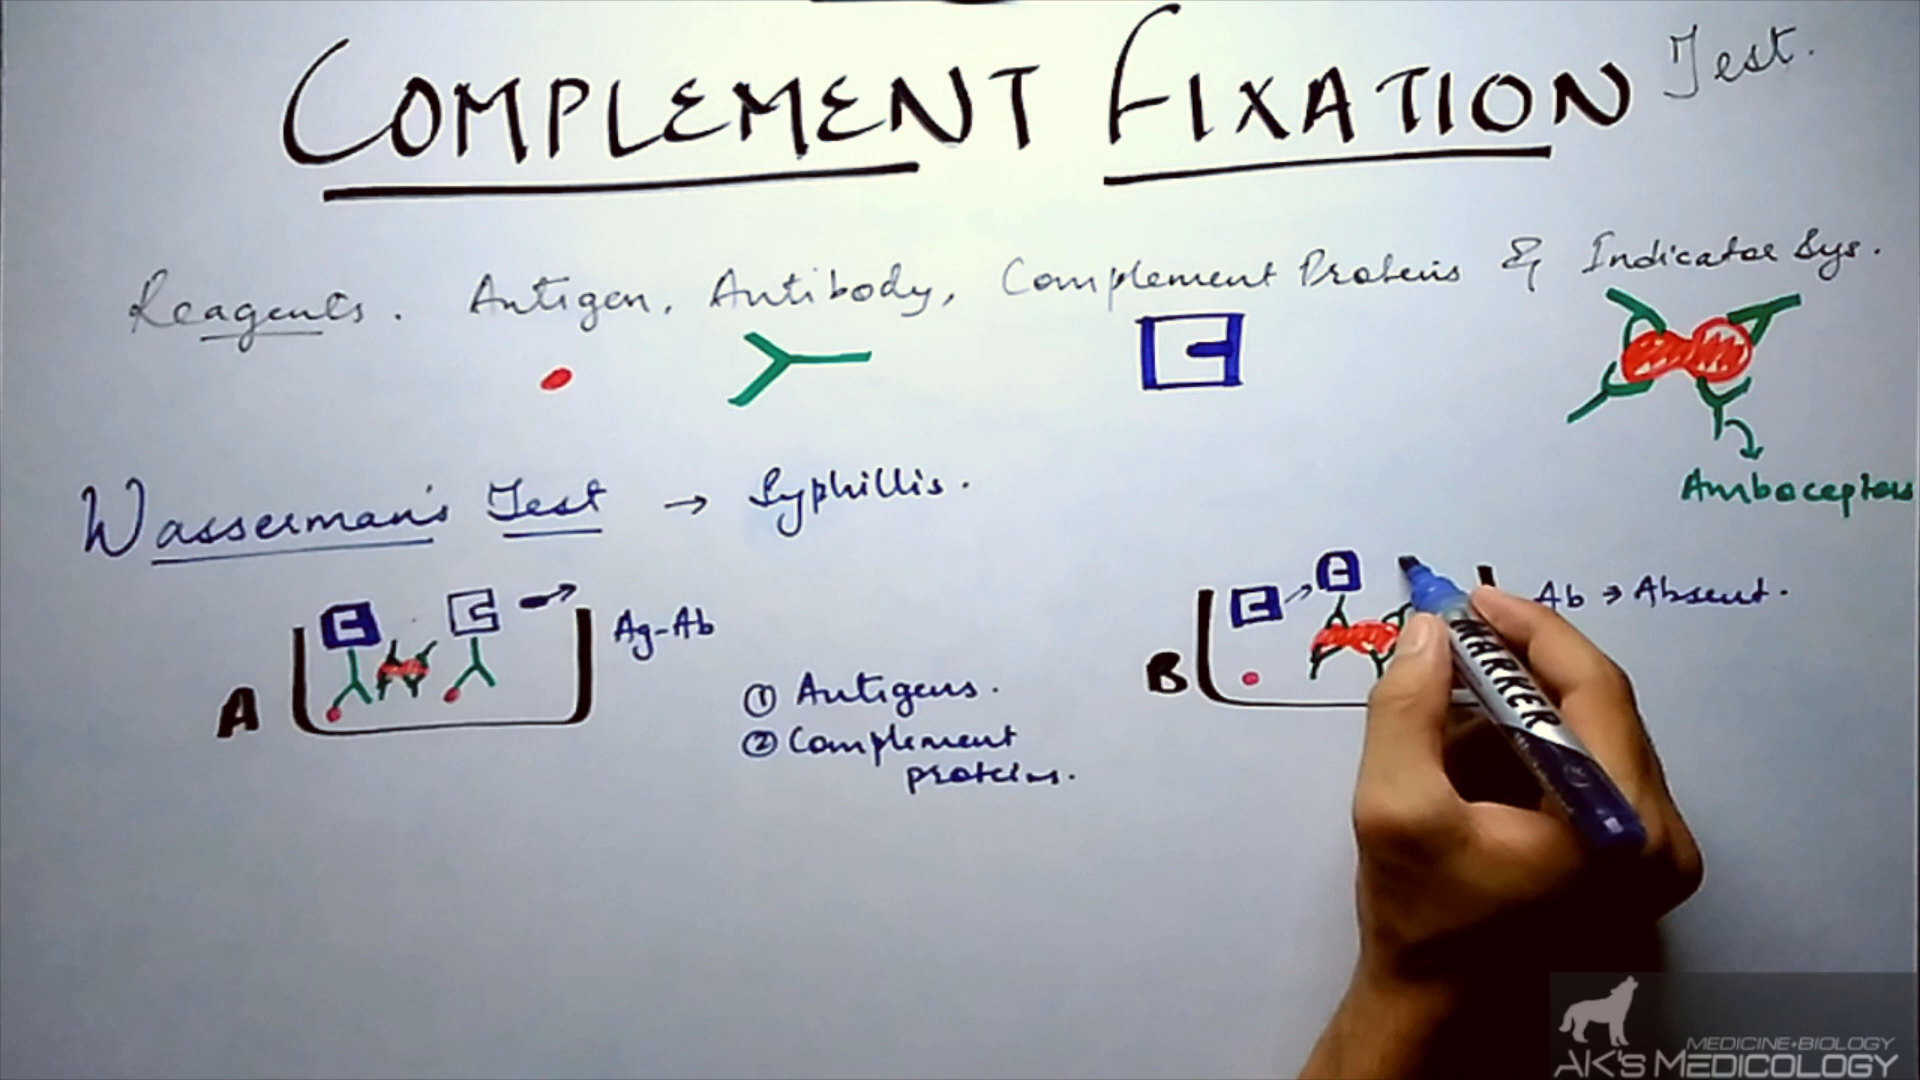 COMPLEMENT FIXATION Test.
Reagents. Antigen, Antibody, Complement Proteins & Indicator Sys.
C
Amboceptors
Wasserman's Test → Syphillis.
C C → Ag-Ab
A
① Antigens.
② Complement
proteins.
C → C Ab → Absent.
B
MARKER
MEDICINE+BIOLOGY
AK'S MEDICOLOGY